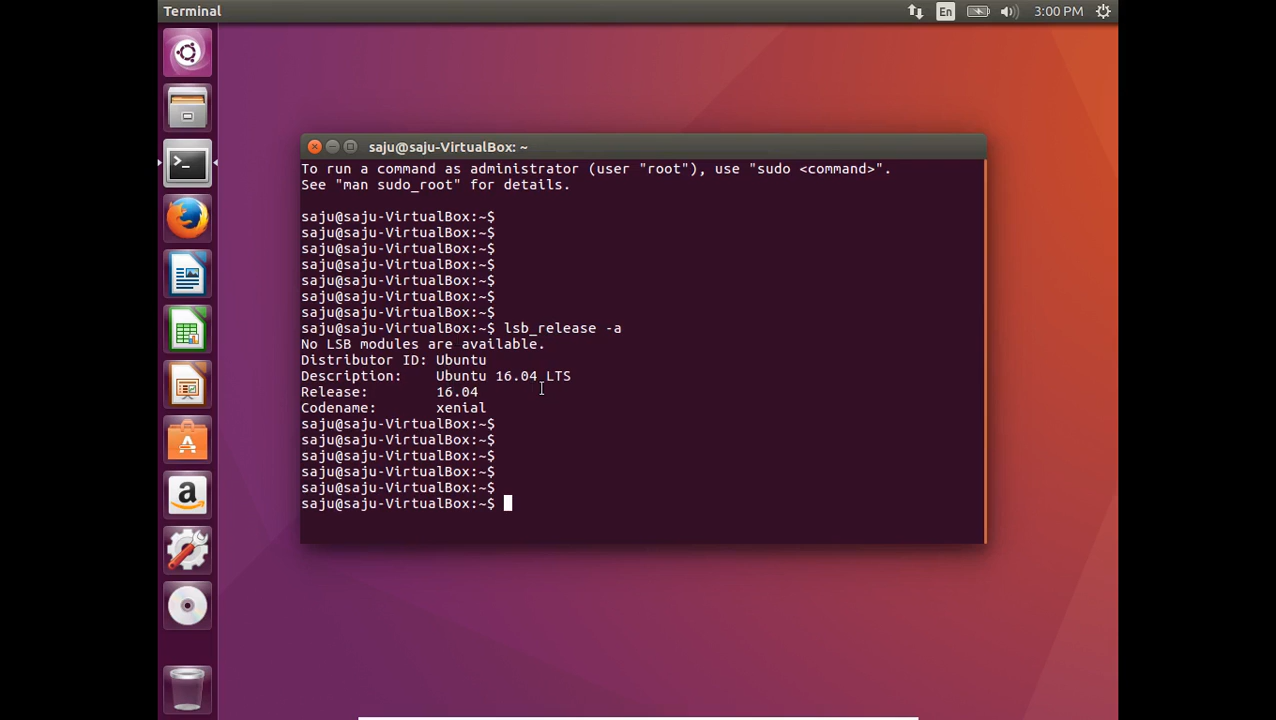 Terminal
En
3:00 PM
saju@saju-VirtualBox: ~
To run a command as administrator (user "root"), use "sudo <command>".
See "man sudo_root" for details.
saju@saju-VirtualBox:~$
saju@saju-VirtualBox:~$
saju@saju-VirtualBox:~$
saju@saju-VirtualBox:~$
saju@saju-VirtualBox:~$
saju@saju-VirtualBox:~$
saju@saju-VirtualBox:~$
saju@saju-VirtualBox:~$ lsb_release -a
No LSB modules are available.
Distributor ID: Ubuntu
Description:    Ubuntu 16.04 LTS
Release:        16.04
Codename:       xenial
saju@saju-VirtualBox:~$
saju@saju-VirtualBox:~$
saju@saju-VirtualBox:~$
saju@saju-VirtualBox:~$
saju@saju-VirtualBox:~$
saju@saju-VirtualBox:~$